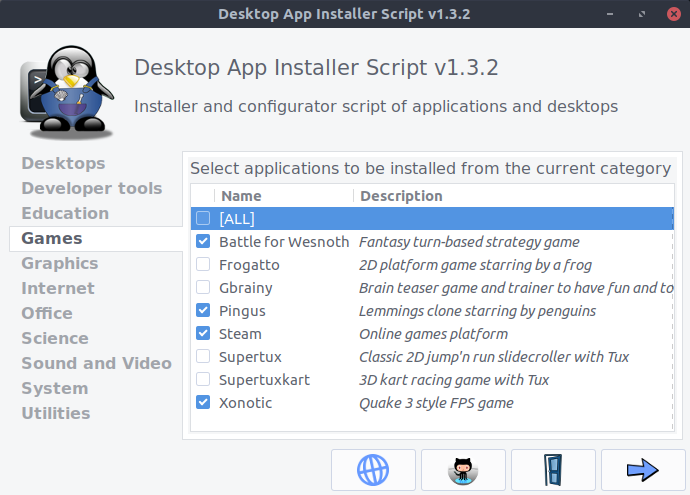 Desktop App Installer Script v1.3.2
Desktop App Installer Script v1.3.2
Installer and configurator script of applications and desktops
Desktops
Developer tools
Education
Games
Graphics
Internet
Office
Science
Sound and Video
System
Utilities
Select applications to be installed from the current category
Name Description
[ALL]
Battle for Wesnoth Fantasy turn-based strategy game
Frogatto 2D platform game starring by a frog
Gbrainy Brain teaser game and trainer to have fun and to
Pingus Lemmings clone starring by penguins
Steam Online games platform
Supertux Classic 2D jump'n run slidecroller with Tux
Supertuxkart 3D kart racing game with Tux
Xonotic Quake 3 style FPS game